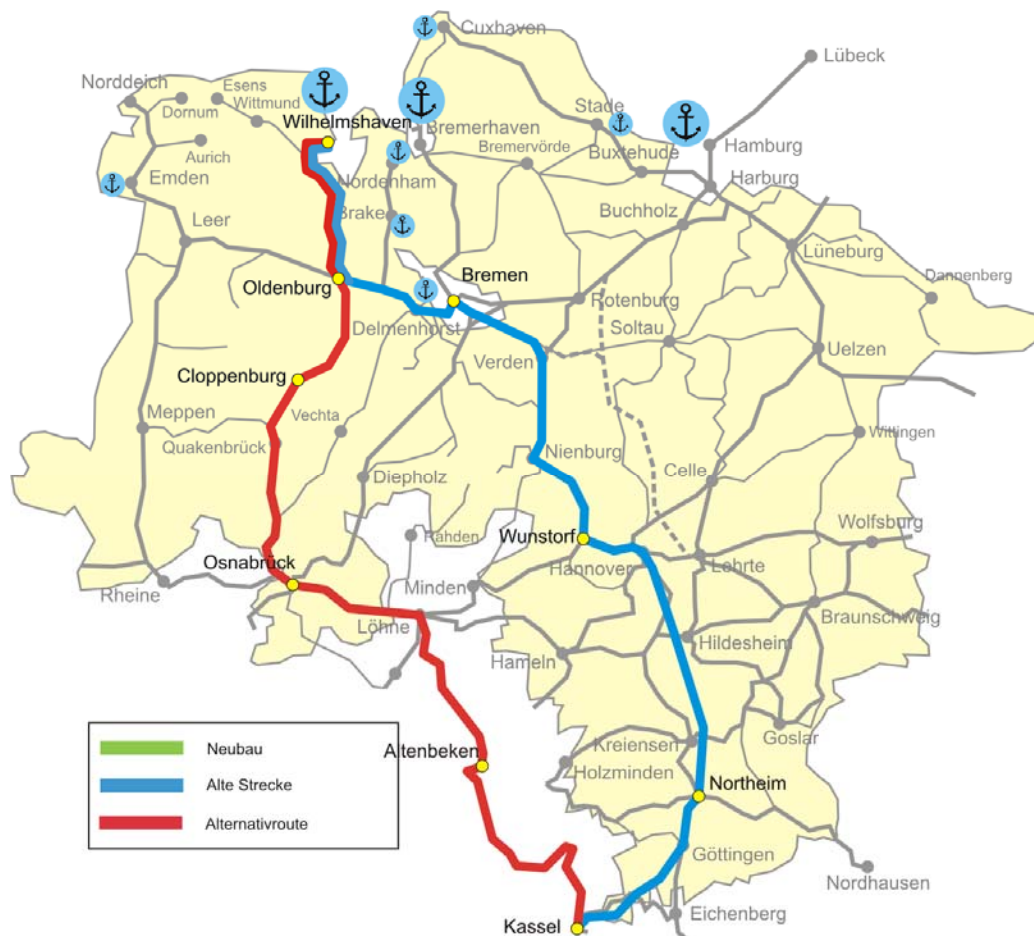 Cuxhaven
Lübeck
Norddeich
Esens
Wittmund
Dornum
Stade
Wilhelmshaven
Bremerhaven
Hamburg
Aurich
Bremervörde
Buxtehude
Emden
Nordenham
Harburg
Brake
Buchholz
Leer
Lüneburg
Oldenburg
Bremen
Dannenberg
Rotenburg
Delmenhorst
Soltau
Verden
Uelzen
Cloppenburg
Meppen
Vechta
Quakenbrück
Wittingen
Nienburg
Diepholz
Celle
Rahden
Wunstorf
Wolfsburg
Osnabrück
Hannover
Lehrte
Rheine
Minden
Braunschweig
Löhne
Hildesheim
Hameln
Goslar
Kreiensen
Altenbeken
Holzminden
Northeim
Neubau
Alte Strecke
Alternativroute
Göttingen
Nordhausen
Kassel
Eichenberg